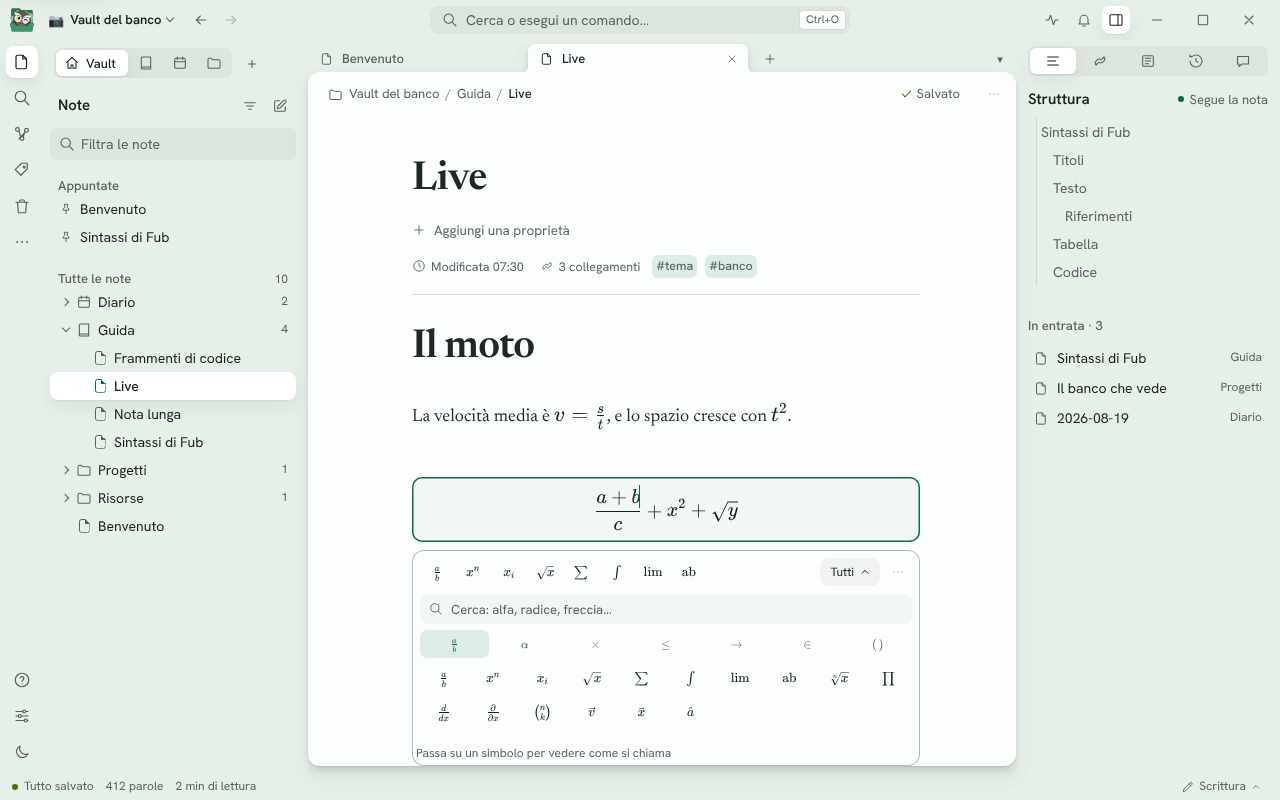 Vault del banco
Cerca o esegui un comando…
Ctrl+O
Vault
Note
Filtra le note
Appuntate
Benvenuto
Sintassi di Fub
Tutte le note 10
Diario 2
Guida 4
Frammenti di codice
Live
Nota lunga
Sintassi di Fub
Progetti 1
Risorse 1
Benvenuto
Tutto salvato 412 parole 2 min di lettura
Benvenuto
Live
Vault del banco / Guida / Live
Salvato
Live
Aggiungi una proprietà
Modificata 07:30 3 collegamenti #tema #banco
Il moto
La velocità media è v = s/t, e lo spazio cresce con t².
(a + b)/c + x² + √y
a/b xⁿ xᵢ √x ∑ ∫ lim ab Tutti
Cerca: alfa, radice, freccia…
a/b α × ≤ → ∈ ( )
a/b xⁿ xᵢ √x ∑ ∫ lim ab ⁿ√x ∏
d/dx ∂/∂x (n k) v⃗ x̄ â
Passa su un simbolo per vedere come si chiama
Struttura
Segue la nota
Sintassi di Fub
Titoli
Testo
Riferimenti
Tabella
Codice
In entrata · 3
Sintassi di Fub Guida
Il banco che vede Progetti
2026-08-19 Diario
Scrittura